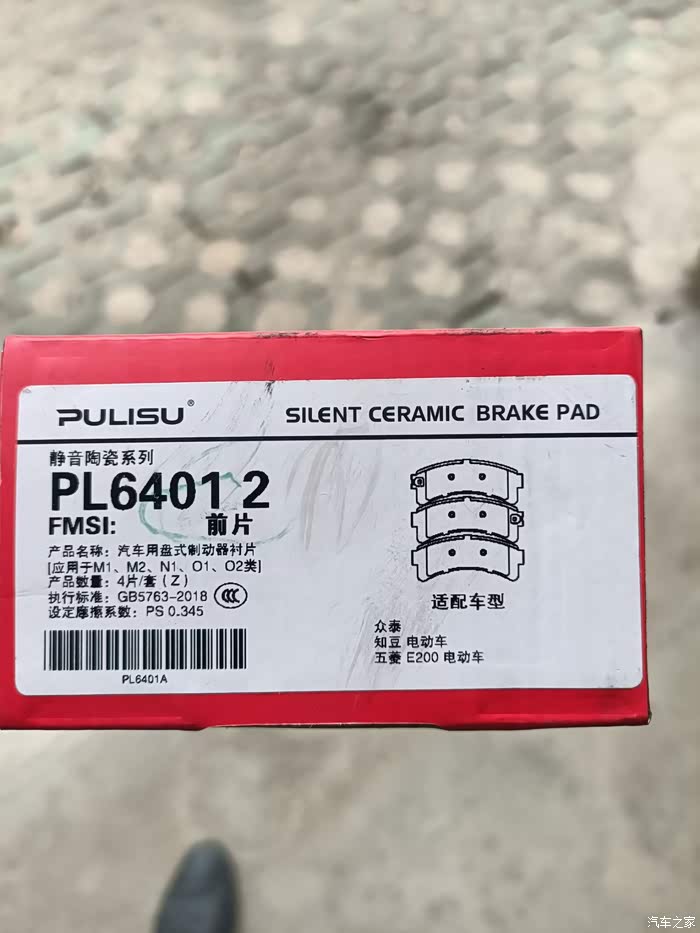 PULISU®
SILENT CERAMIC BRAKE PAD
静音陶瓷系列
PL6401 2
FMSI: 前片
产品名称: 汽车用盘式制动器衬片
[应用于M1、M2、N1、O1、O2类]
产品数量: 4片/套(Z)
执行标准: GB5763-2018 CCC
设定摩擦系数: PS 0.345
PL6401A
适配车型
众泰
知豆 电动车
五菱 E200 电动车
汽车之家